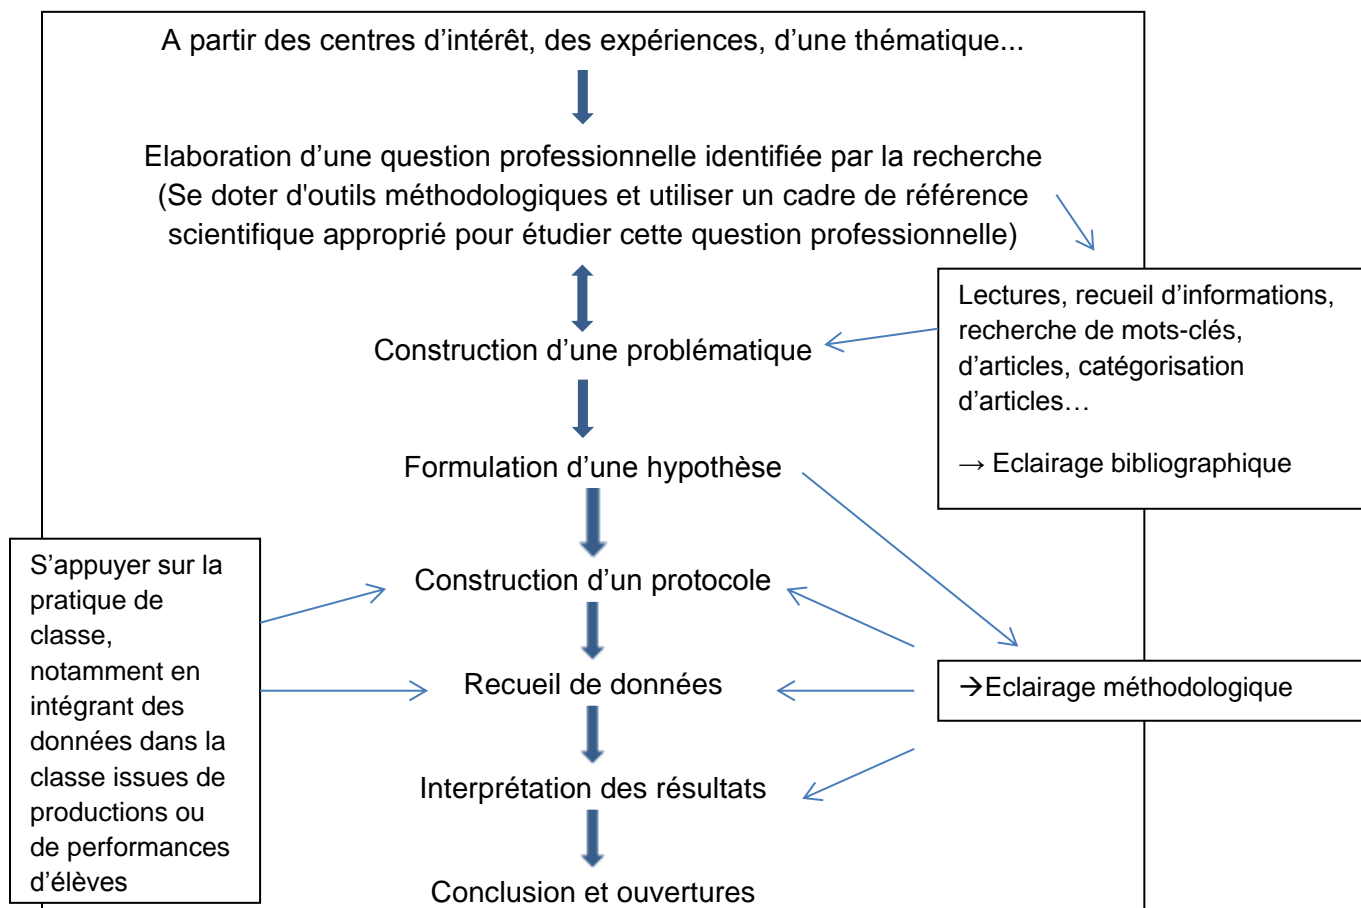 A partir des centres d’intérêt, des expériences, d’une thématique...
Elaboration d’une question professionnelle identifiée par la recherche
(Se doter d'outils méthodologiques et utiliser un cadre de référence
scientifique approprié pour étudier cette question professionnelle)
Lectures, recueil d’informations,
recherche de mots-clés,
d’articles, catégorisation
d’articles…
→ Eclairage bibliographique
Construction d’une problématique
Formulation d’une hypothèse
S’appuyer sur la
pratique de
classe,
notamment en
intégrant des
données dans la
classe issues de
productions ou
de performances
d’élèves
Construction d’un protocole
Recueil de données
→Eclairage méthodologique
Interprétation des résultats
Conclusion et ouvertures